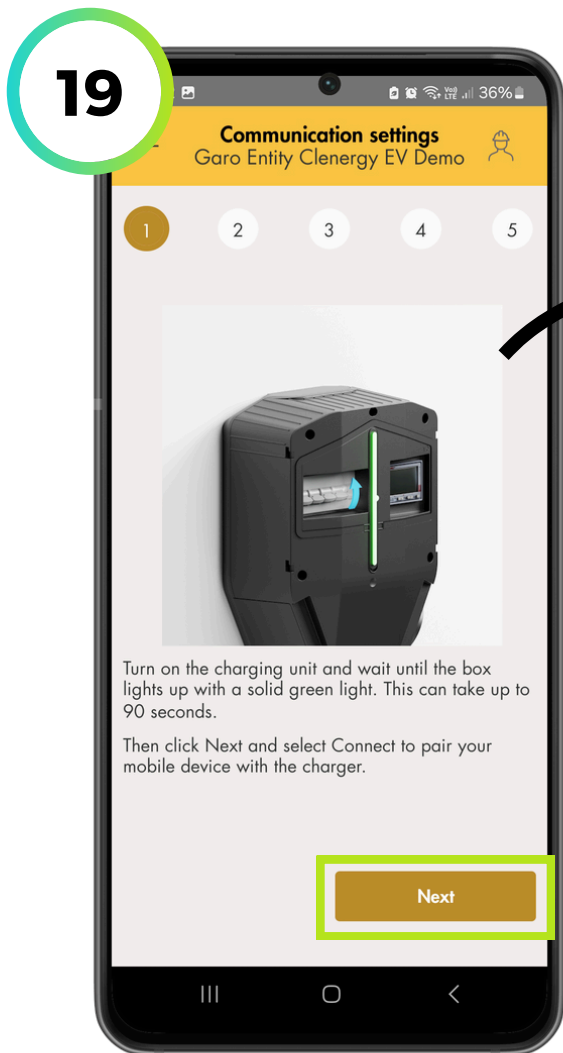 19
36%
Communication settings
Garo Entity Clenergy EV Demo
1 2 3 4 5
Turn on the charging unit and wait until the box
lights up with a solid green light. This can take up to
90 seconds.
Then click Next and select Connect to pair your
mobile device with the charger.
Next